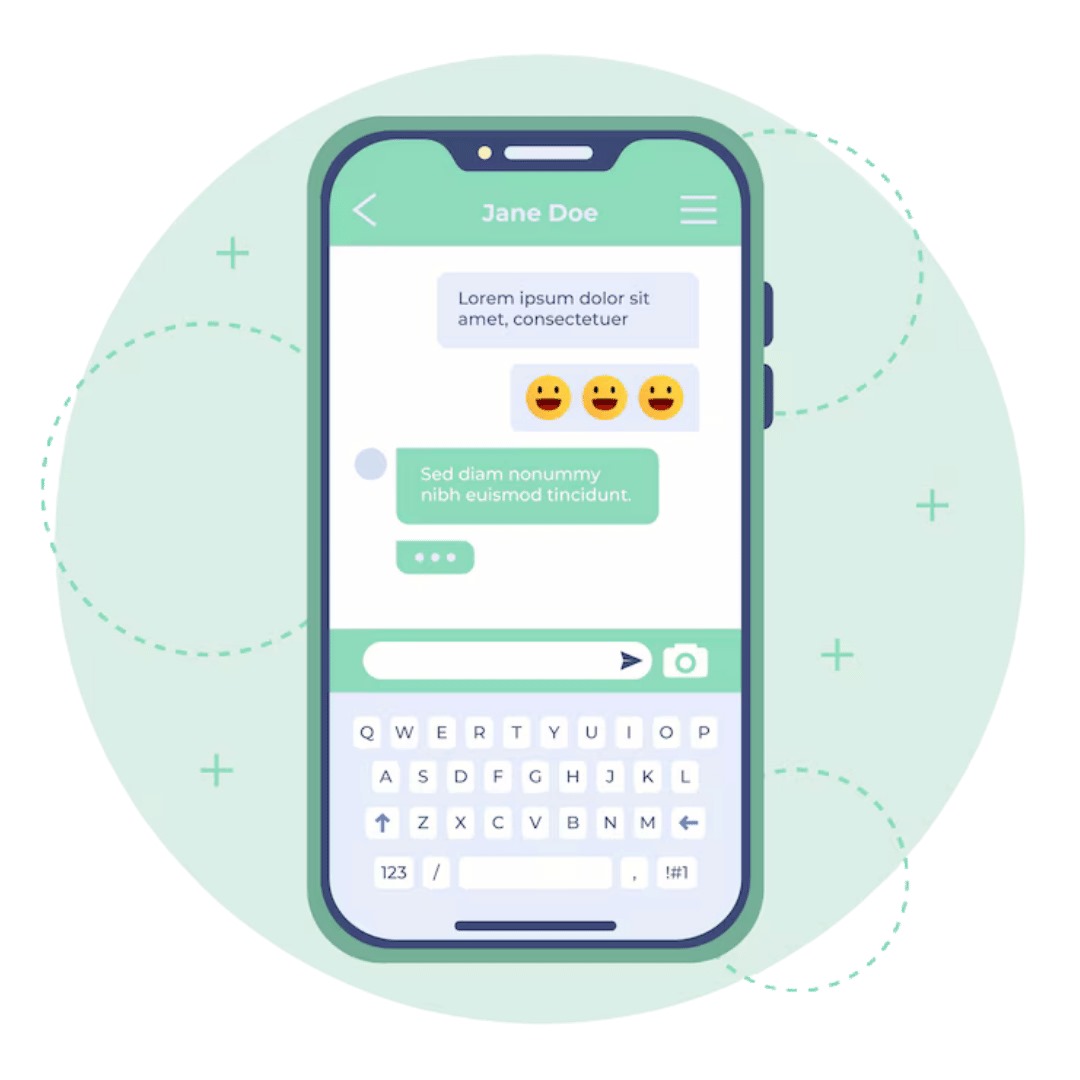 Jane Doe
Lorem ipsum dolor sit
amet, consectetuer
Sed diam nonummy
nibh euismod tincidunt.
Q W E R T Y U I O P
A S D F G H J K L
Z X C V B N M
123 / , !#1